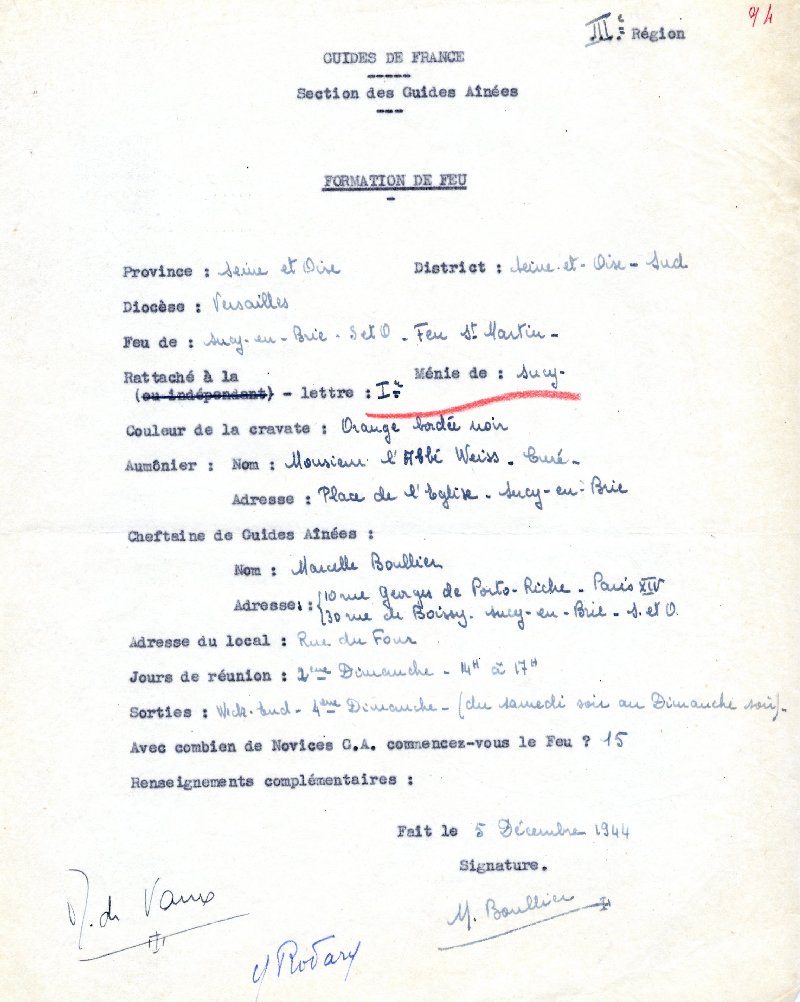 94
IIIᵉ Région
GUIDES DE FRANCE
Section des Guides Aînées
FORMATION DE FEU
Province : Seine et Oise District : Seine-et-Oise-Sud
Diocèse : Versailles
Feu de : Sucy-en-Brie - S et O - Feu St Martin -
Rattaché à la Ménie de : Sucy-
(ou indépendant) - lettre : I
Couleur de la cravate : Orange bordée noir
Aumônier : Nom : Monsieur l'Abbé Weiss - Curé -
Adresse : Place de l'Eglise - Sucy-en-Brie
Cheftaine de Guides Aînées :
Nom : Marcelle Boullier
Adresse : 10 rue Georges de Porto-Riche - Paris XIV
30 rue de Boissy. Sucy-en-Brie - S. et O.
Adresse du local : Rue du Four
Jours de réunion : 2ème Dimanche - 14H à 17H
Sorties : Wek-End - 4ème Dimanche - (du samedi soir au Dimanche soir)-
Avec combien de Novices G.A. commencez-vous le Feu ? 15
Renseignements complémentaires :
Fait le 5 Décembre 1944
Signature.
M. Boullier
de Vaux
Y Rodary